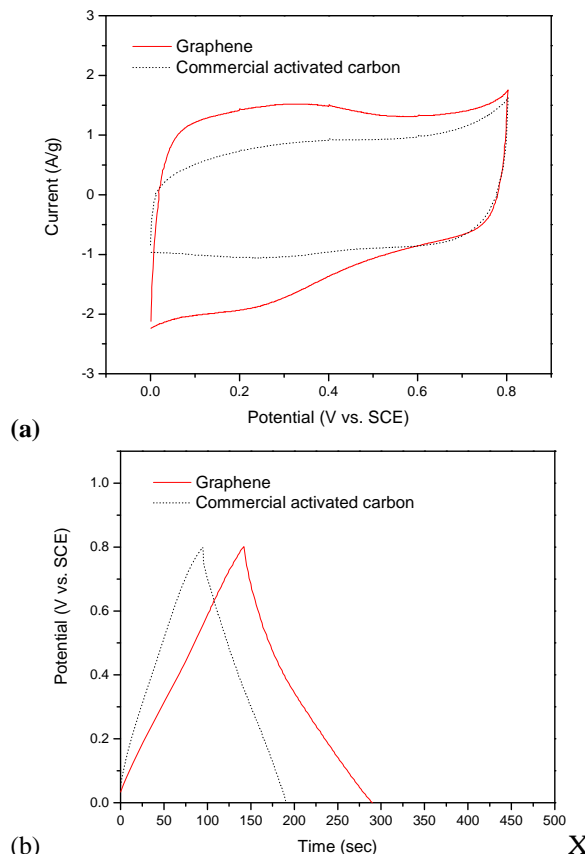 3
2
1
0
-1
-2
-3
Current (A/g)
Graphene
Commercial activated carbon
0.0 0.2 0.4 0.6 0.8
Potential (V vs. SCE)
(a)
1.0
0.8
0.6
0.4
0.2
0.0
Potential (V vs. SCE)
Graphene
Commercial activated carbon
0 50 100 150 200 250 300 350 400 450 500
Time (sec)
(b)
X